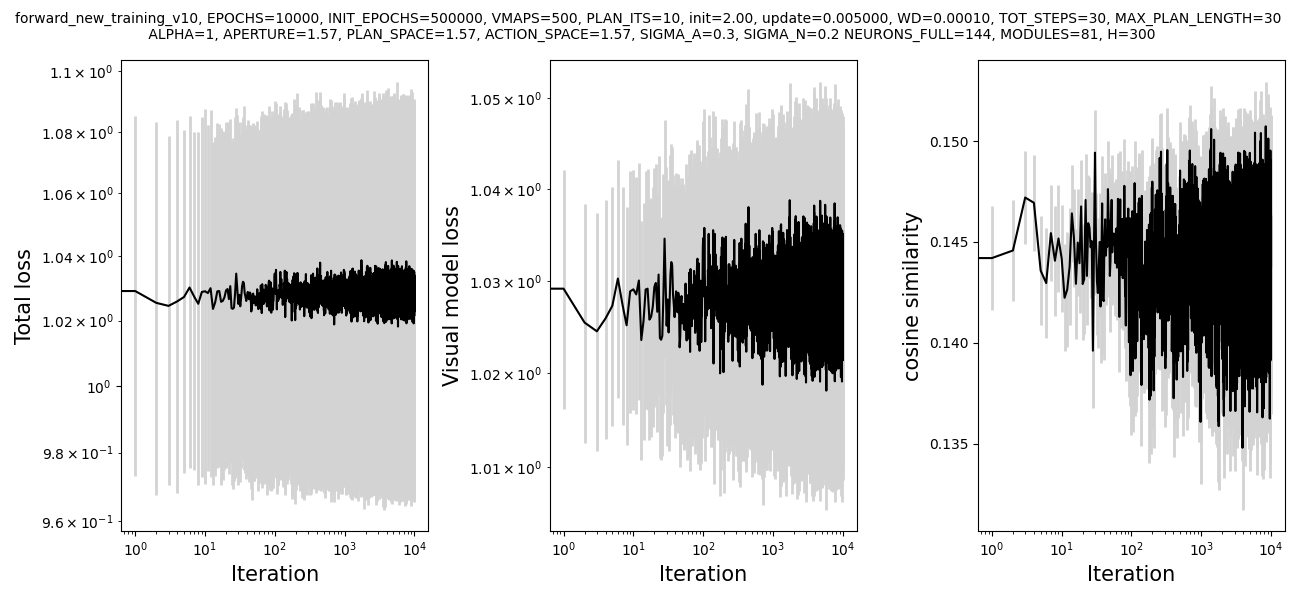 forward_new_training_v10, EPOCHS=10000, INIT_EPOCHS=500000, VMAPS=500, PLAN_ITS=10, init=2.00, update=0.005000, WD=0.00010, TOT_STEPS=30, MAX_PLAN_LENGTH=30
ALPHA=1, APERTURE=1.57, PLAN_SPACE=1.57, ACTION_SPACE=1.57, SIGMA_A=0.3, SIGMA_N=0.2 NEURONS_FULL=144, MODULES=81, H=300
Total loss
1.1 × 10⁰
1.08 × 10⁰
1.06 × 10⁰
1.04 × 10⁰
1.02 × 10⁰
10⁰
9.8 × 10⁻¹
9.6 × 10⁻¹
10⁰ 10¹ 10² 10³ 10⁴
Iteration
Visual model loss
1.05 × 10⁰
1.04 × 10⁰
1.03 × 10⁰
1.02 × 10⁰
1.01 × 10⁰
10⁰ 10¹ 10² 10³ 10⁴
Iteration
cosine similarity
0.150
0.145
0.140
0.135
10⁰ 10¹ 10² 10³ 10⁴
Iteration